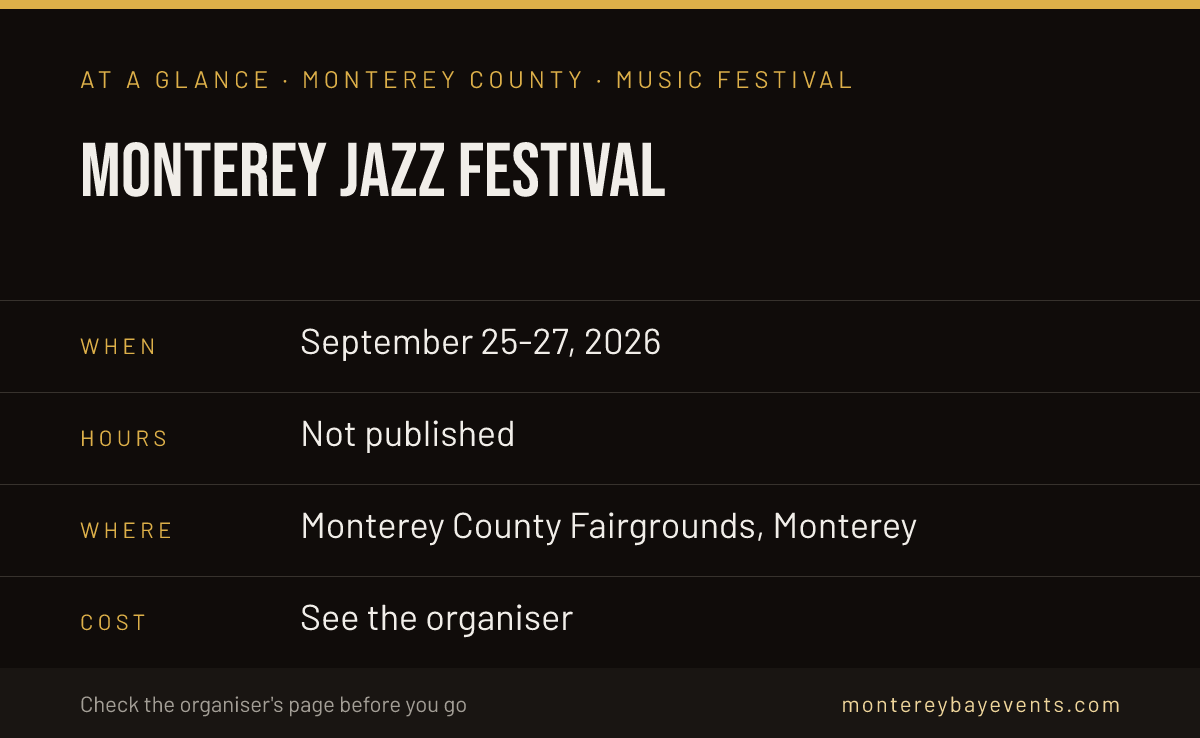 AT A GLANCE · MONTEREY COUNTY · MUSIC FESTIVAL
MONTEREY JAZZ FESTIVAL
WHEN September 25-27, 2026
HOURS Not published
WHERE Monterey County Fairgrounds, Monterey
COST See the organiser
Check the organiser's page before you go montereybayevents.com